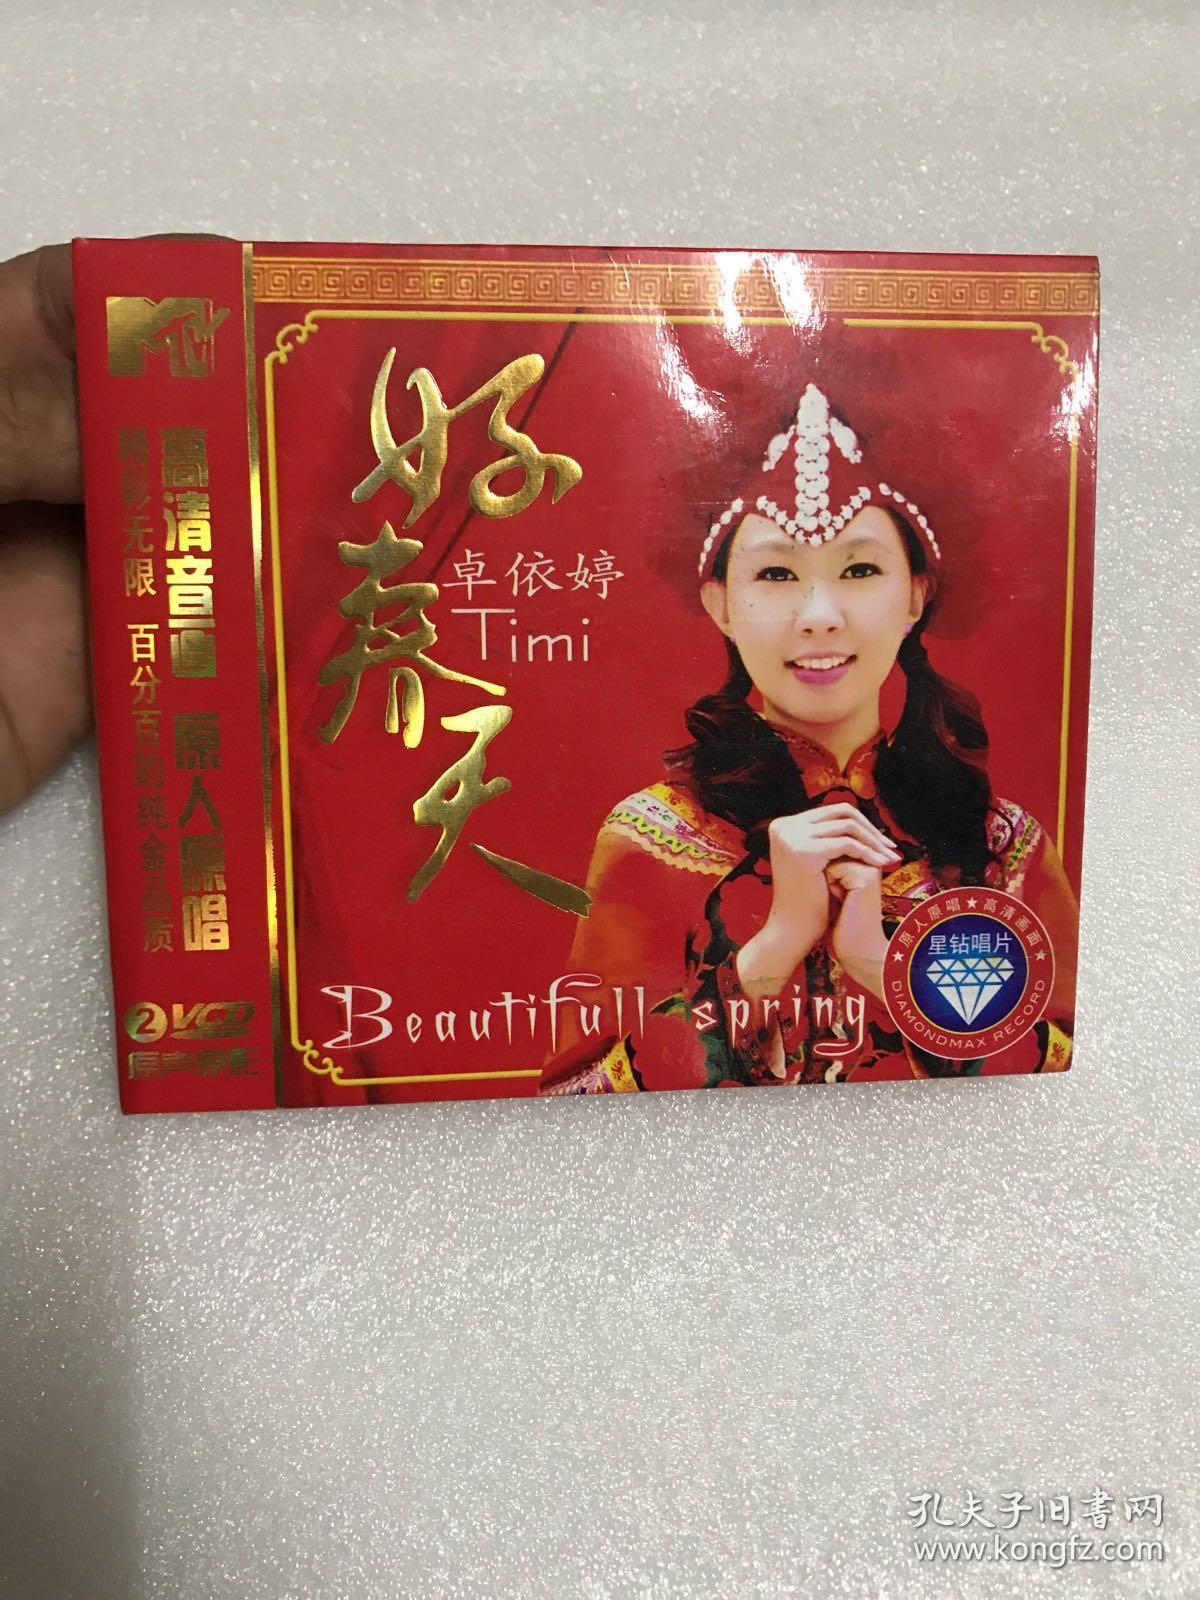 MTV
高清音画 原人原唱
精彩无限 百分百的纯金品质
2 VCD
原声原影
好春天
卓依婷
Timi
Beautifull spring
原人原唱★高清画面★
星钻唱片
DIAMONDMAX RECORD
孔夫子旧书网
www.kongfz.com